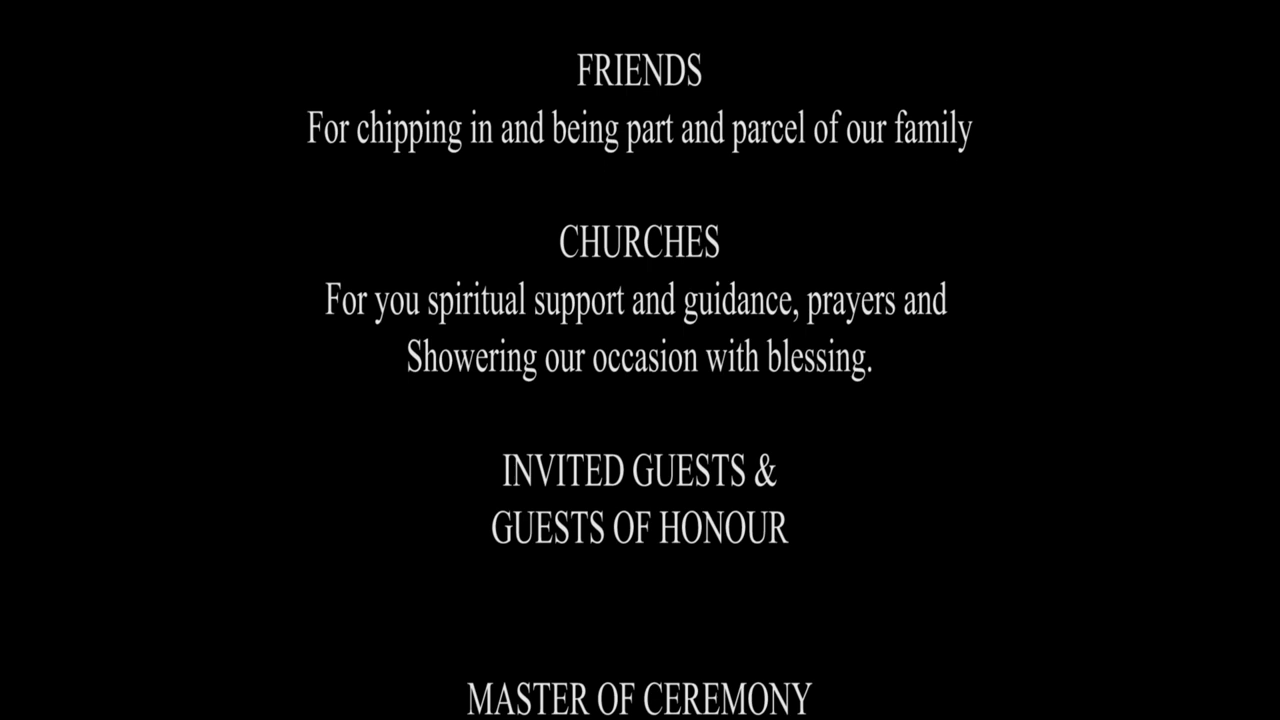 FRIENDS
For chipping in and being part and parcel of our family
CHURCHES
For you spiritual support and guidance, prayers and
Showering our occasion with blessing.
INVITED GUESTS &
GUESTS OF HONOUR
MASTER OF CEREMONY